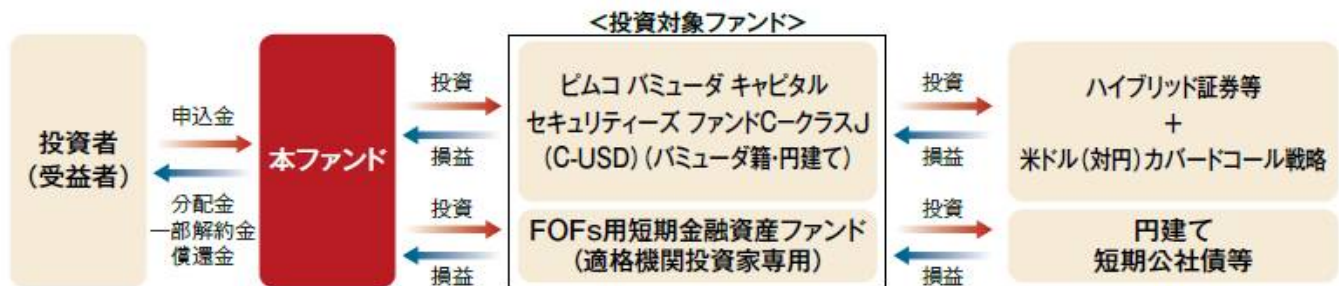 <投資対象ファンド>
投資者
(受益者)
申込金
分配金
一部解約金
償還金
本ファンド
投資
損益
投資
損益
ピムコ バミューダ キャピタル
セキュリティーズ ファンドC－クラスJ
(C-USD)(バミューダ籍・円建て)
FOFs用短期金融資産ファンド
(適格機関投資家専用)
投資
損益
投資
損益
ハイブリッド証券等
+
米ドル(対円)カバードコール戦略
円建て
短期公社債等